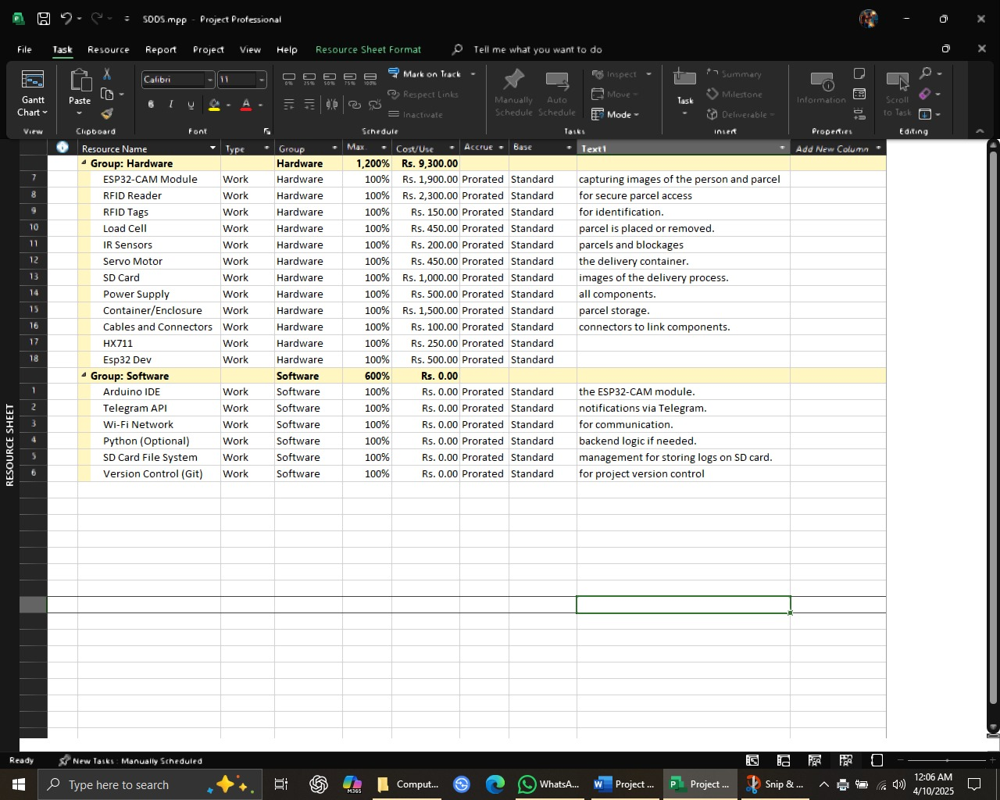 SDDS.mpp - Project Professional
File Task Resource Report Project View Help Resource Sheet Format Tell me what you want to do
Gantt Chart
View
Paste
Clipboard
Calibri 11
B I U A
Font
0% 25% 50% 75% 100%
Mark on Track
Respect Links
Inactivate
Schedule
Manually Schedule
Auto Schedule
Inspect
Move
Mode
Tasks
Task
Summary
Milestone
Deliverable
Insert
Information
Properties
Scroll to Task
Editing
Resource Name Type Group Max. Cost/Use Accrue Base Text1 Add New Column
Group: Hardware Hardware 1,200% Rs. 9,300.00
7 ESP32-CAM Module Work Hardware 100% Rs. 1,900.00 Prorated Standard capturing images of the person and parcel
8 RFID Reader Work Hardware 100% Rs. 2,300.00 Prorated Standard for secure parcel access
9 RFID Tags Work Hardware 100% Rs. 150.00 Prorated Standard for identification.
10 Load Cell Work Hardware 100% Rs. 450.00 Prorated Standard parcel is placed or removed.
11 IR Sensors Work Hardware 100% Rs. 200.00 Prorated Standard parcels and blockages
12 Servo Motor Work Hardware 100% Rs. 450.00 Prorated Standard the delivery container.
13 SD Card Work Hardware 100% Rs. 1,000.00 Prorated Standard images of the delivery process.
14 Power Supply Work Hardware 100% Rs. 500.00 Prorated Standard all components.
15 Container/Enclosure Work Hardware 100% Rs. 1,500.00 Prorated Standard parcel storage.
16 Cables and Connectors Work Hardware 100% Rs. 100.00 Prorated Standard connectors to link components.
17 HX711 Work Hardware 100% Rs. 250.00 Prorated Standard
18 Esp32 Dev Work Hardware 100% Rs. 500.00 Prorated Standard
Group: Software Software 600% Rs. 0.00
1 Arduino IDE Work Software 100% Rs. 0.00 Prorated Standard the ESP32-CAM module.
2 Telegram API Work Software 100% Rs. 0.00 Prorated Standard notifications via Telegram.
3 Wi-Fi Network Work Software 100% Rs. 0.00 Prorated Standard for communication.
4 Python (Optional) Work Software 100% Rs. 0.00 Prorated Standard backend logic if needed.
5 SD Card File System Work Software 100% Rs. 0.00 Prorated Standard management for storing logs on SD card.
6 Version Control (Git) Work Software 100% Rs. 0.00 Prorated Standard for project version control
RESOURCE SHEET
Ready New Tasks : Manually Scheduled
Type here to search M365 Comput... WhatsA... Project ... Project ... Snip & ... 12:06 AM
4/10/2025